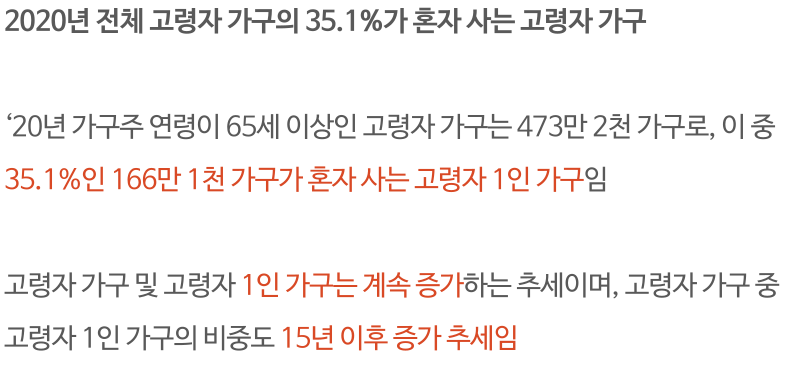 2020년 전체 고령자 가구의 35.1%가 혼자 사는 고령자 가구
‘20년 가구주 연령이 65세 이상인 고령자 가구는 473만 2천 가구로, 이 중
35.1%인 166만 1천 가구가 혼자 사는 고령자 1인 가구임
고령자 가구 및 고령자 1인 가구는 계속 증가하는 추세이며, 고령자 가구 중
고령자 1인 가구의 비중도 15년 이후 증가 추세임